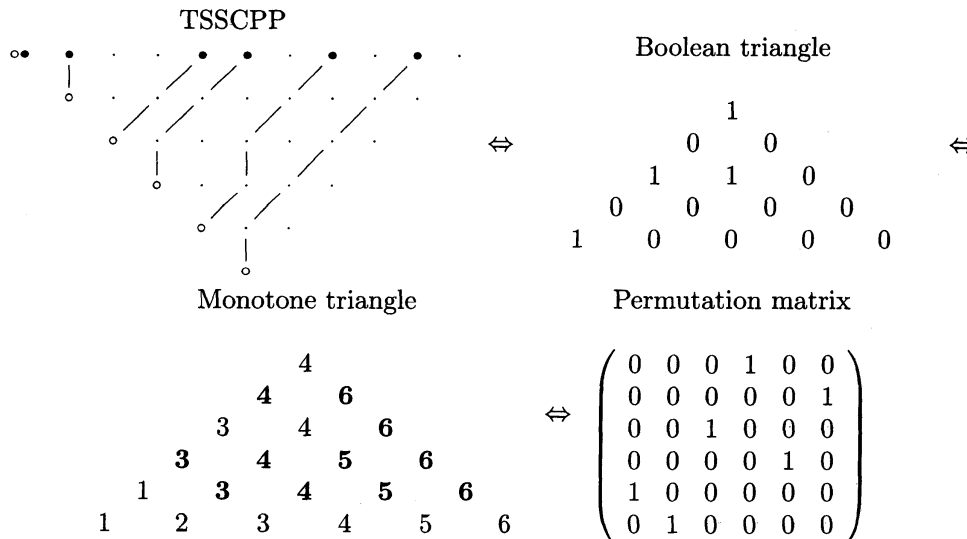 TSSCPP
Boolean triangle
1
0 0
1 1 0
0 0 0 0
1 0 0 0 0
⇔ ⇔
Monotone triangle
4
4 6
3 4 6
3 4 5 6
1 3 4 5 6
1 2 3 4 5 6
⇔
Permutation matrix
0 0 0 1 0 0
0 0 0 0 0 1
0 0 1 0 0 0
0 0 0 0 1 0
1 0 0 0 0 0
0 1 0 0 0 0